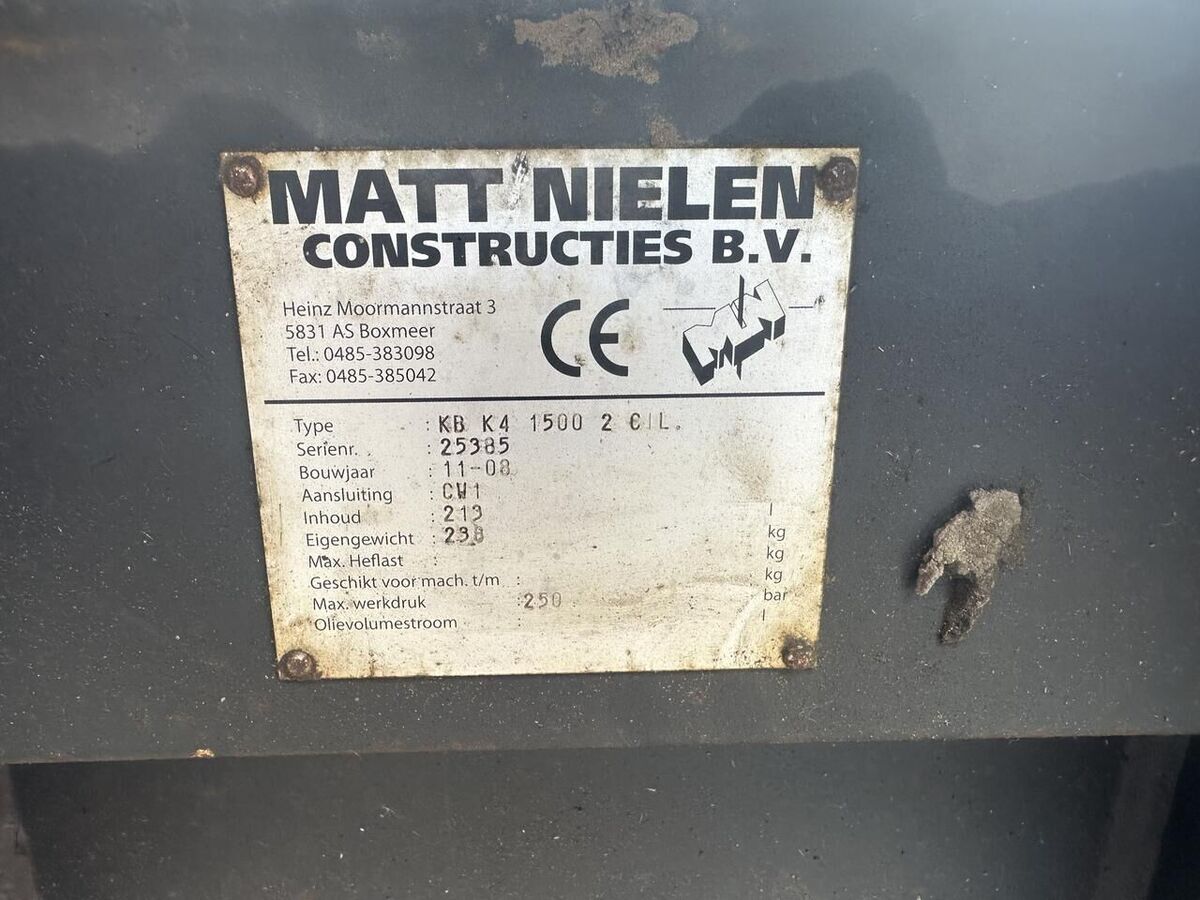 MATT NIELEN
CONSTRUCTIES B.V.
Heinz Moormannstraat 3
5831 AS Boxmeer
Tel.: 0485-383098
Fax: 0485-385042
CE
Type : KB K4 1500 2 CIL.
Serienr. : 25385
Bouwjaar : 11-08
Aansluiting : CW1
Inhoud : 213 l
Eigengewicht : 238 kg
Max. Heflast : kg
Geschikt voor mach. t/m : kg
Max. werkdruk :250 bar
Olievolumestroom : l